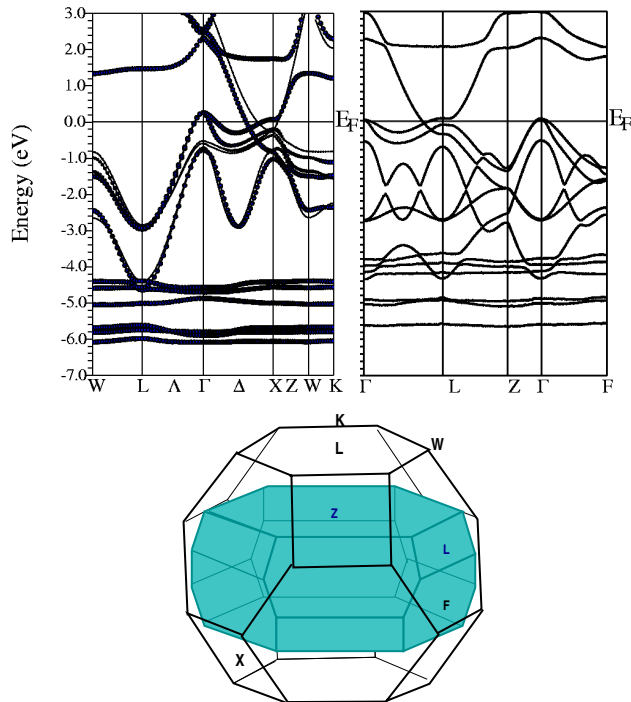 3.0
2.0
1.0
0.0
-1.0
-2.0
-3.0
-4.0
-5.0
-6.0
-7.0
Energy (eV)
E_F
E_F
W L Λ Γ Δ X Z W K
Γ L Z Γ F
K
L
W
Z
L
F
X